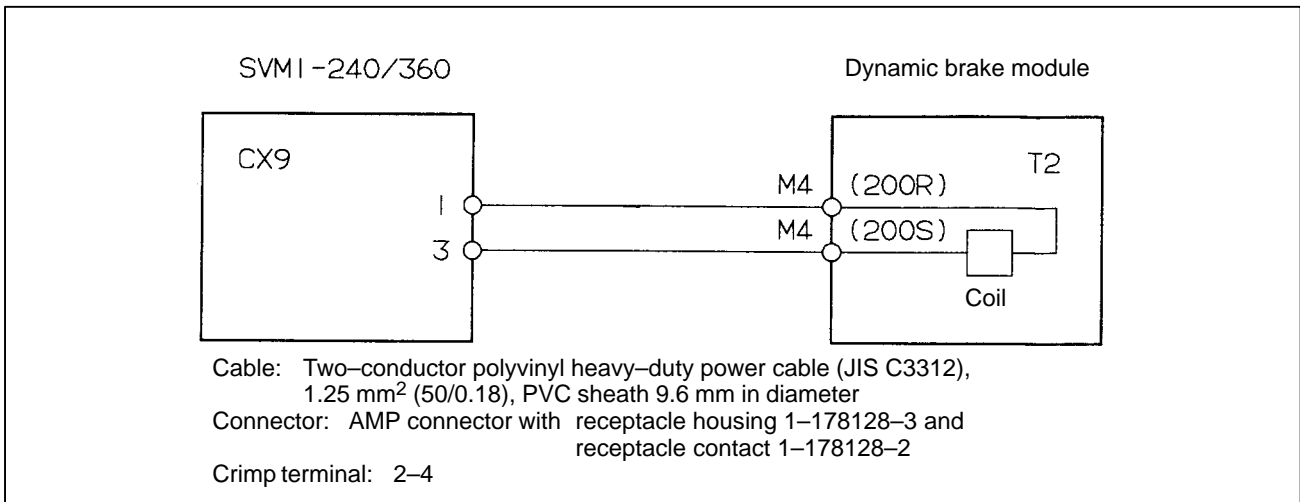 SVM1-240/360
Dynamic brake module
CX9
T2
1
M4
(200R)
3
M4
(200S)
Coil
Cable: Two–conductor polyvinyl heavy–duty power cable (JIS C3312),
1.25 mm2 (50/0.18), PVC sheath 9.6 mm in diameter
Connector: AMP connector with receptacle housing 1–178128–3 and
receptacle contact 1–178128–2
Crimp terminal: 2–4